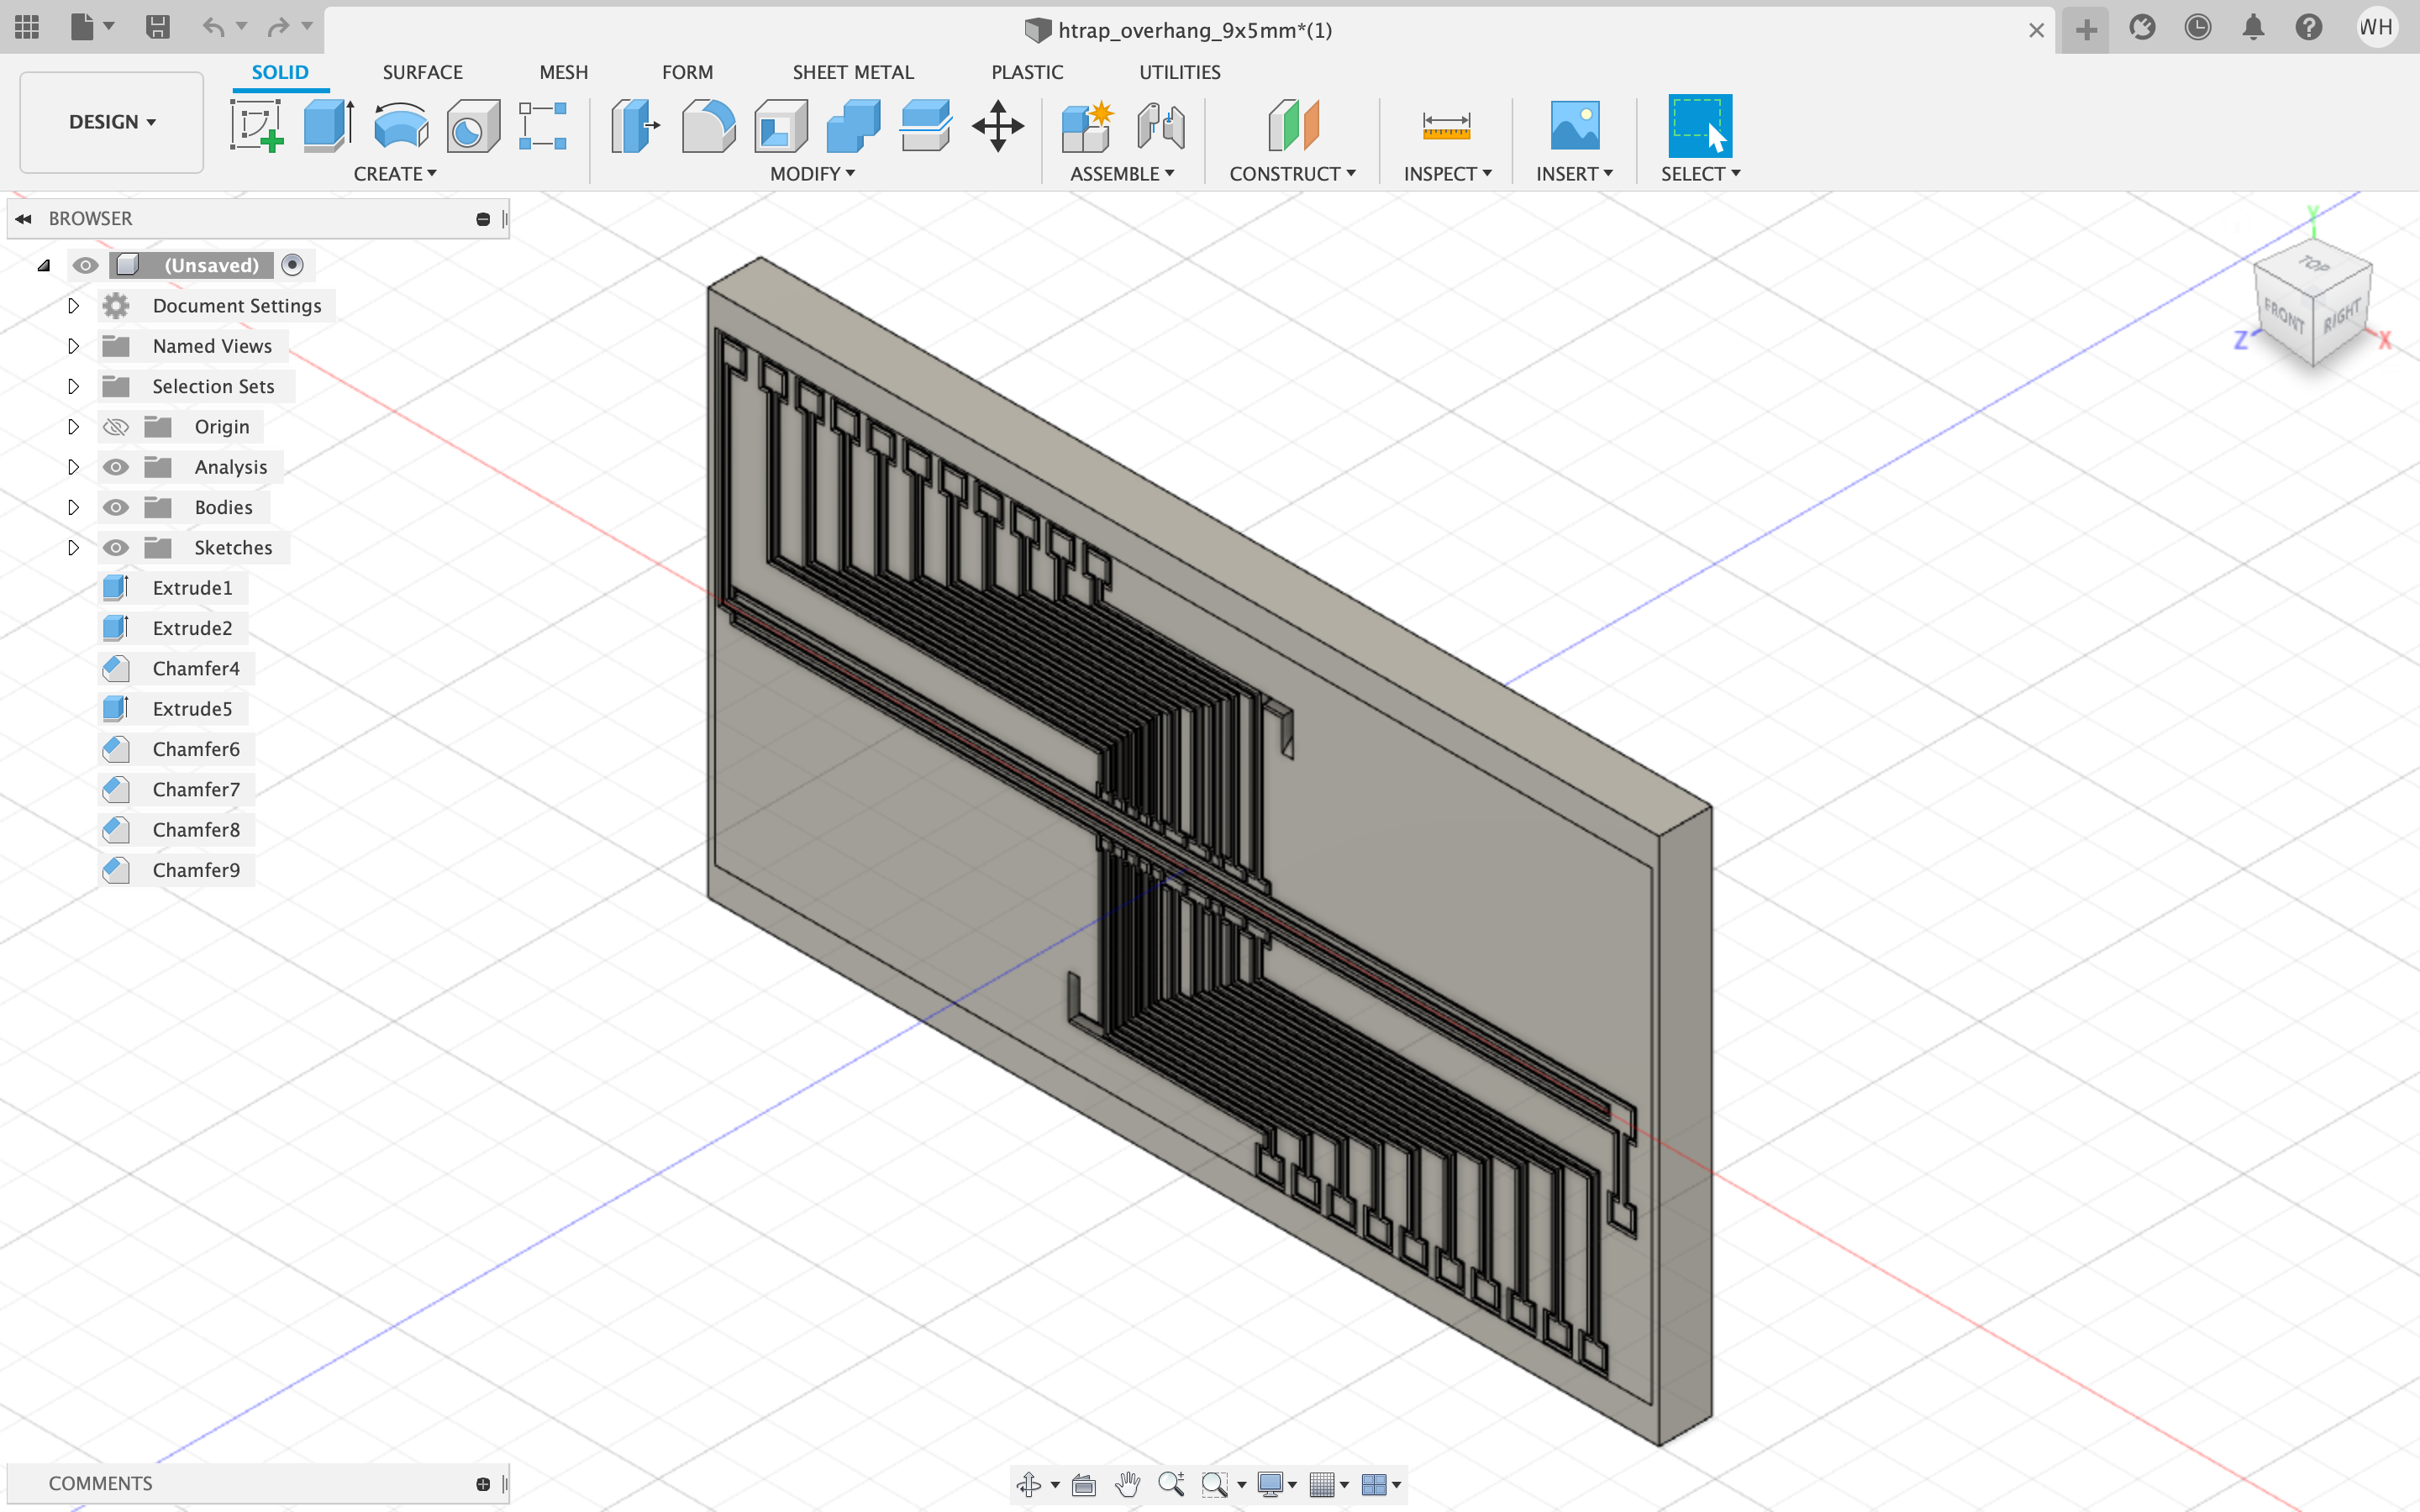 htrap_overhang_9x5mm*(1)
WH
DESIGN
SOLID
SURFACE
MESH
FORM
SHEET METAL
PLASTIC
UTILITIES
CREATE
MODIFY
ASSEMBLE
CONSTRUCT
INSPECT
INSERT
SELECT
BROWSER
(Unsaved)
Document Settings
Named Views
Selection Sets
Origin
Analysis
Bodies
Sketches
Extrude1
Extrude2
Chamfer4
Extrude5
Chamfer6
Chamfer7
Chamfer8
Chamfer9
Y
TOP
FRONT
RIGHT
Z
X
COMMENTS